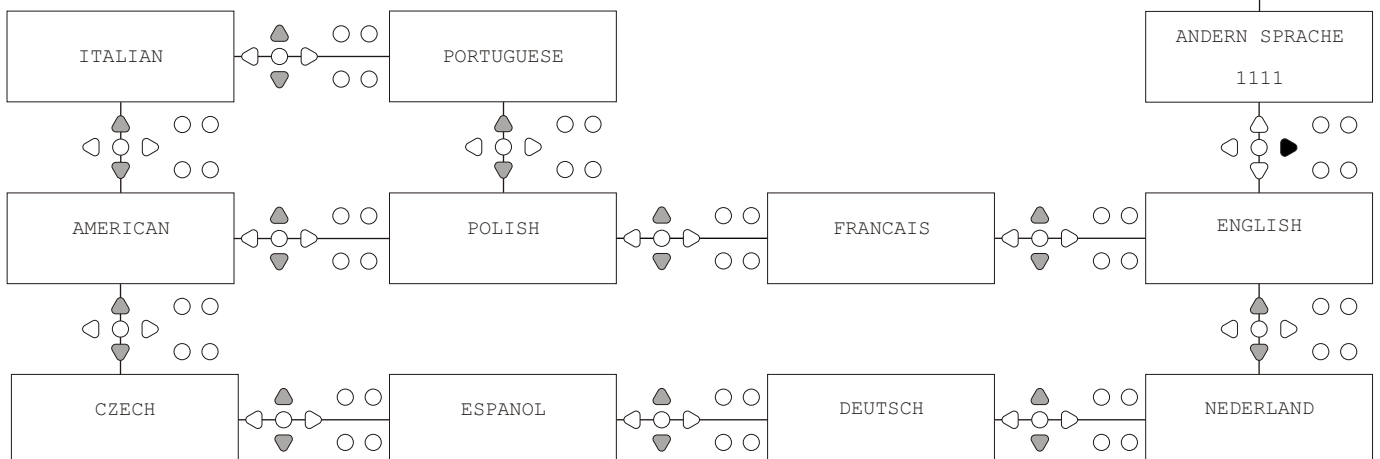 ITALIAN
PORTUGUESE
ANDERN SPRACHE
1111
AMERICAN
POLISH
FRANCAIS
ENGLISH
CZECH
ESPANOL
DEUTSCH
NEDERLAND